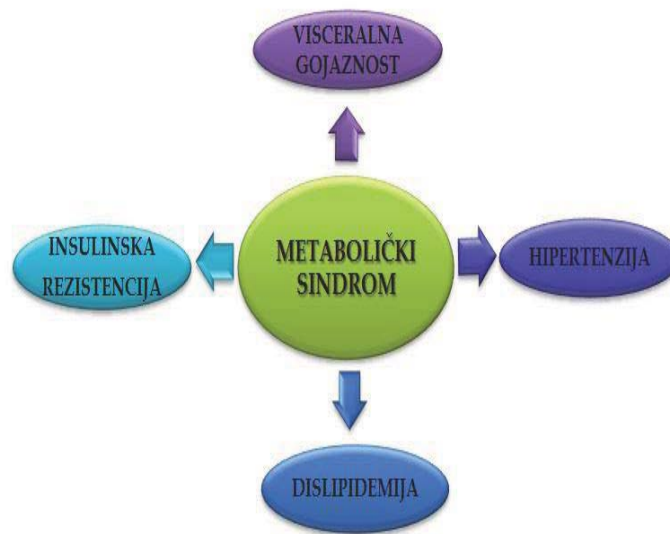 VISCERALNA
GOJAZNOST
INSULINSKA
REZISTENCIJA
METABOLIČKI
SINDROM
HIPERTENZIJA
DISLIPIDEMIJA